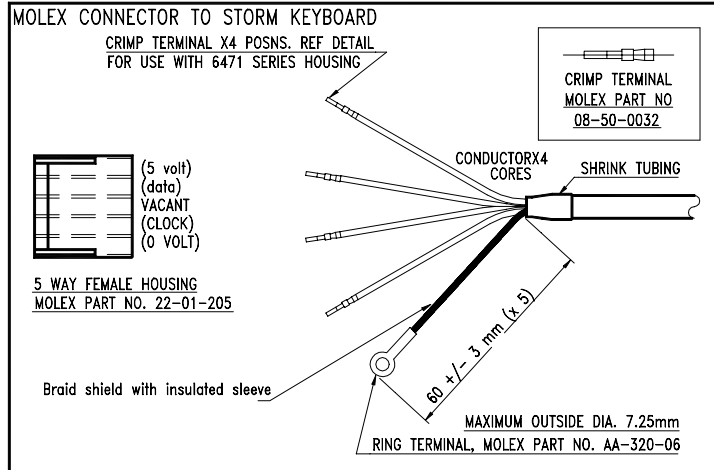 MOLEX CONNECTOR TO STORM KEYBOARD
CRIMP TERMINAL X4 POSNS. REF DETAIL
FOR USE WITH 6471 SERIES HOUSING
CRIMP TERMINAL
MOLEX PART NO
08-50-0032
CONDUCTORX4
CORES
SHRINK TUBING
(5 volt)
(data)
VACANT
(CLOCK)
(0 VOLT)
5 WAY FEMALE HOUSING
MOLEX PART NO. 22-01-205
60 +/- 3 mm (x 5)
Braid shield with insulated sleeve
MAXIMUM OUTSIDE DIA. 7.25mm
RING TERMINAL, MOLEX PART NO. AA-320-06